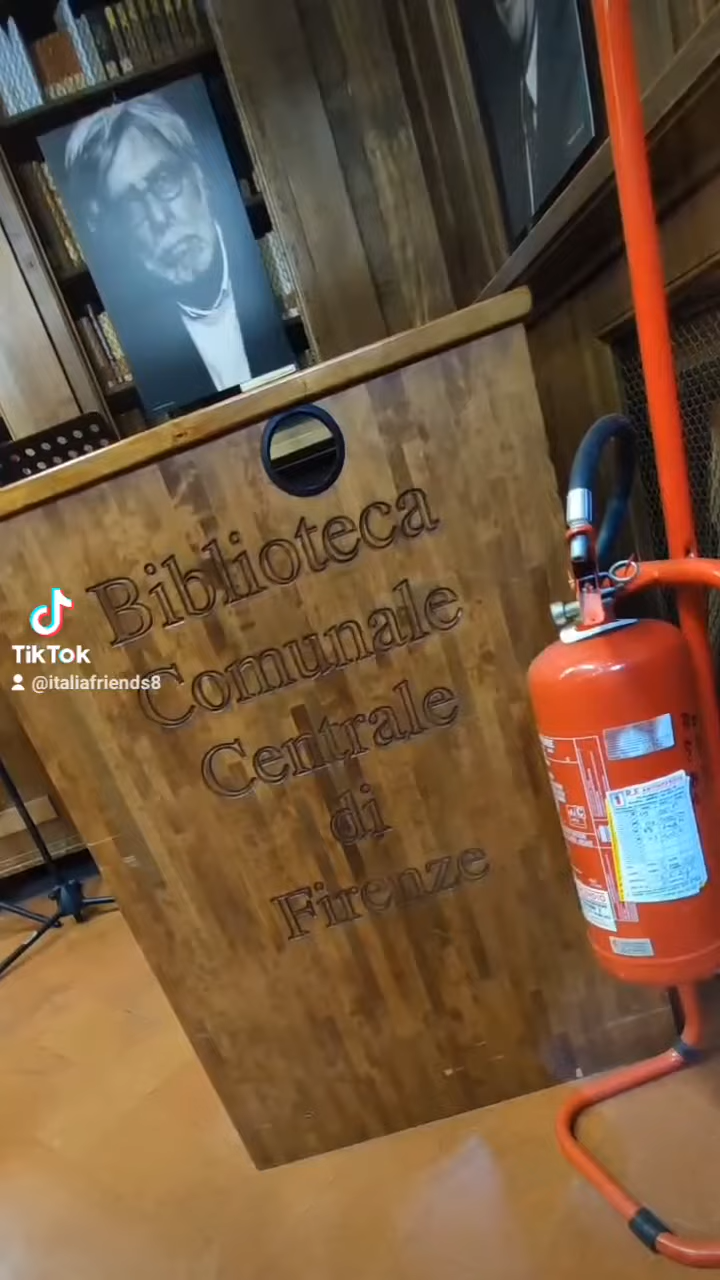 Biblioteca
Comunale
Centrale
di
Firenze
TikTok
@italiafriends8